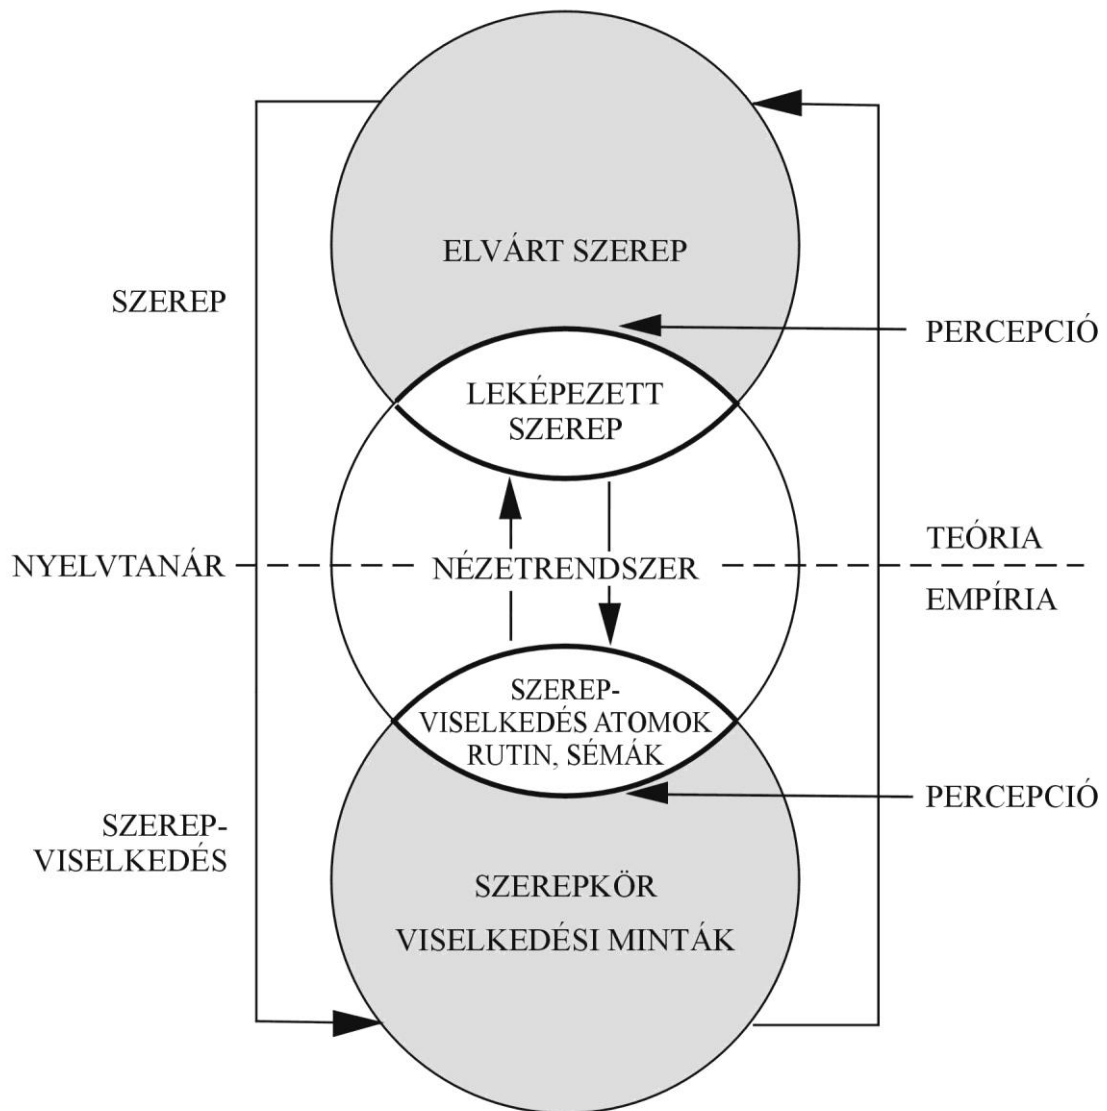 ELVÁRT SZEREP
SZEREP
PERCEPCIÓ
LEKÉPEZETT
SZEREP
TEÓRIA
NYELVTANÁR
NÉZETRENDSZER
EMPÍRIA
SZEREP-
VISELKEDÉS ATOMOK
RUTIN, SÉMÁK
PERCEPCIÓ
SZEREP-
VISELKEDÉS
SZEREPKÖR
VISELKEDÉSI MINTÁK